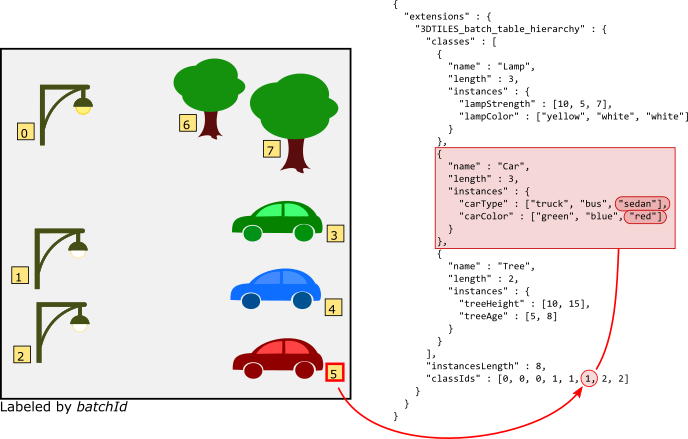 0
1
2
6
7
3
4
5
Labeled by batchId
{
"extensions" : {
"3DTILES_batch_table_hierarchy" : {
"classes" : [
{
"name" : "Lamp",
"length" : 3,
"instances" : {
"lampStrength" : [10, 5, 7],
"lampColor" : ["yellow", "white", "white"]
}
},
{
"name" : "Car",
"length" : 3,
"instances" : {
"carType" : ["truck", "bus", "sedan"],
"carColor" : ["green", "blue", "red"]
}
},
{
"name" : "Tree",
"length" : 2,
"instances" : {
"treeHeight" : [10, 15],
"treeAge" : [5, 8]
}
}
],
"instancesLength" : 8,
"classIds" : [0, 0, 0, 1, 1, 1, 2, 2]
}
}
}